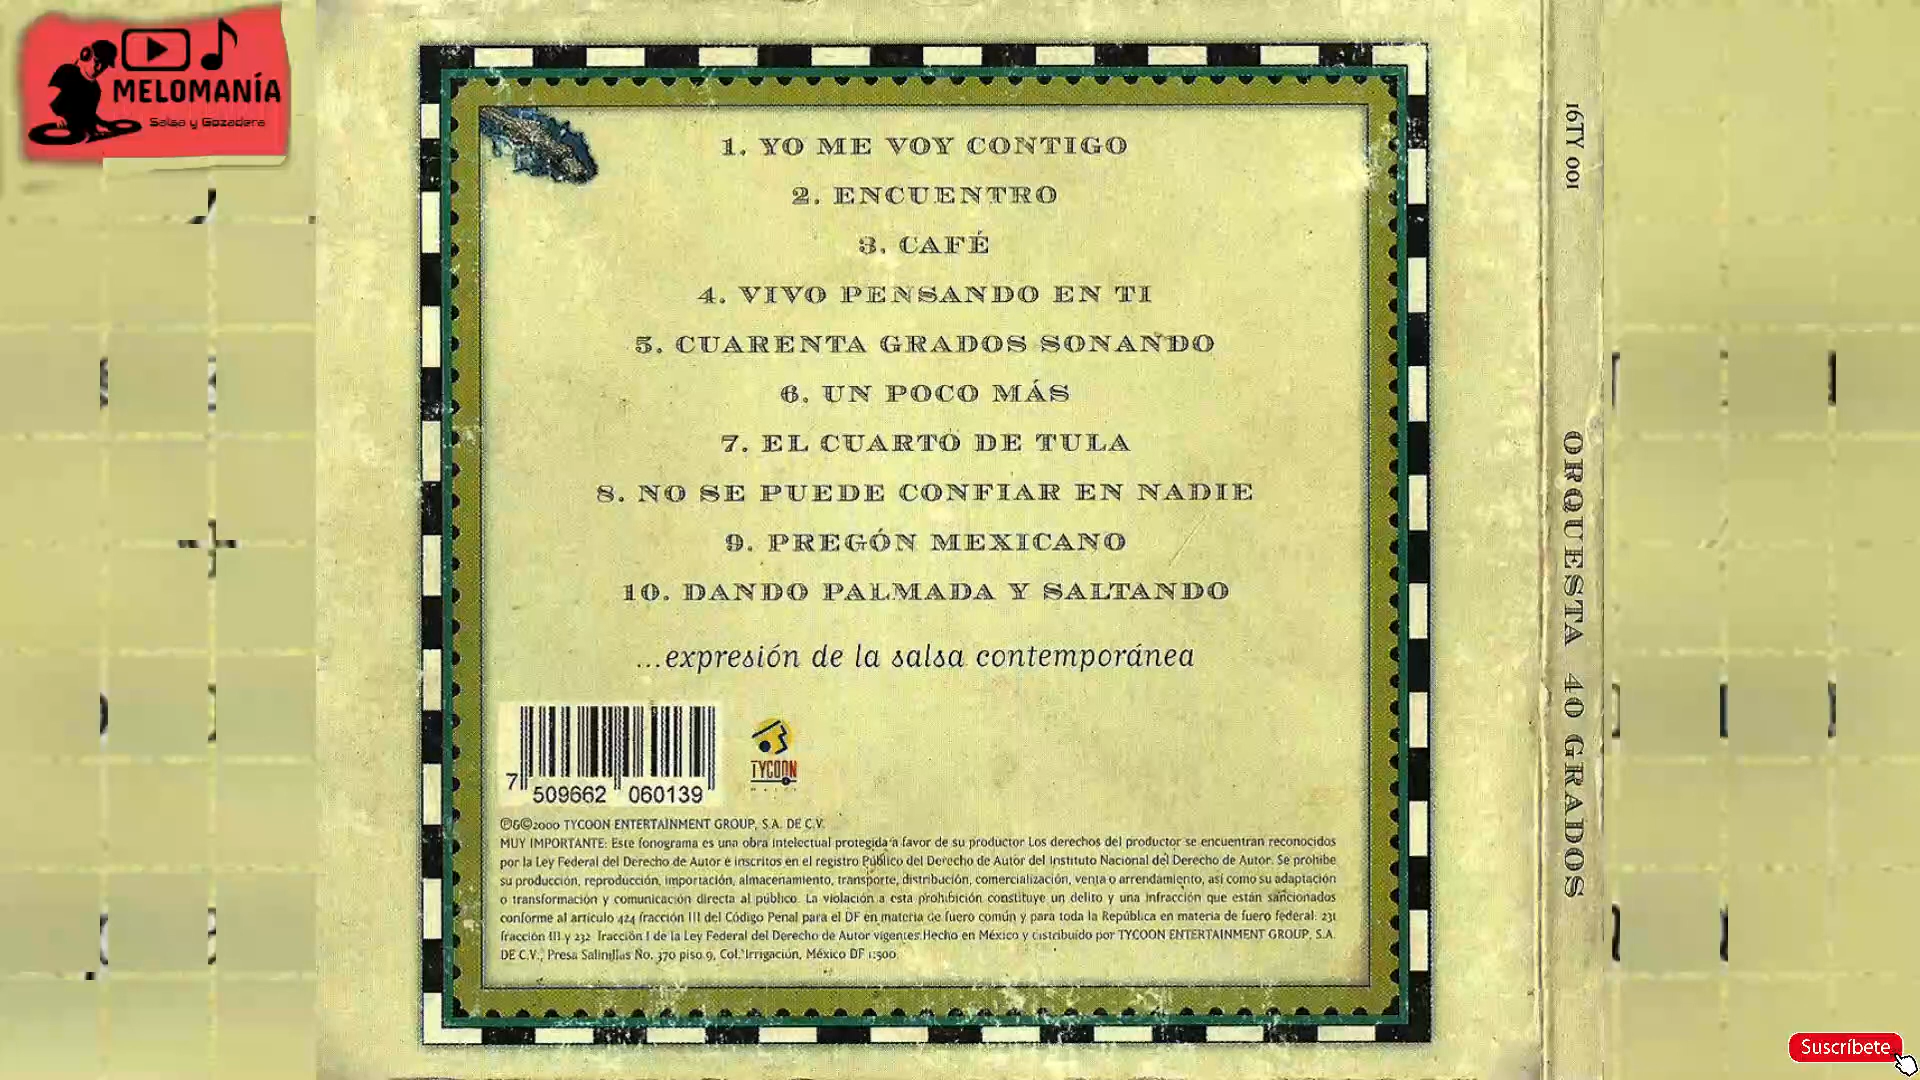 MELOMANÍA
Salsa y Gozadera
1. YO ME VOY CONTIGO
2. ENCUENTRO
3. CAFÉ
4. VIVO PENSANDO EN TI
5. CUARENTA GRADOS SONANDO
6. UN POCO MÁS
7. EL CUARTO DE TULA
8. NO SE PUEDE CONFIAR EN NADIE
9. PREGÓN MEXICANO
10. DANDO PALMADA Y SALTANDO
...expresión de la salsa contemporánea
7 509662 060139
TYCOON
℗&©2000 TYCOON ENTERTAINMENT GROUP, S.A. DE C.V.
MUY IMPORTANTE: Este fonograma es una obra intelectual protegida a favor de su productor Los derechos del productor se encuentran reconocidos
por la Ley Federal del Derecho de Autor e inscritos en el registro Público del Derecho de Autor del Instituto Nacional del Derecho de Autor. Se prohibe
su producción, reproducción, importación, almacenamiento, transporte, distribución, comercialización, venta o arrendamiento, así como su adaptación
o transformación y comunicación directa al público. La violación a esta prohibición constituye un delito y una infracción que están sancionados
conforme al artículo 424 fracción III del Código Penal para el DF en materia de fuero común y para toda la República en materia de fuero federal: 231
fracción III y 232 fracción I de la Ley Federal del Derecho de Autor vigentes. Hecho en México y distribuido por TYCOON ENTERTAINMENT GROUP, S.A.
DE C.V., Presa Salinillas No. 370 piso 9, Col. Irrigación, México DF 11500
16TY 001
ORQUESTA 40 GRADOS
Suscríbete